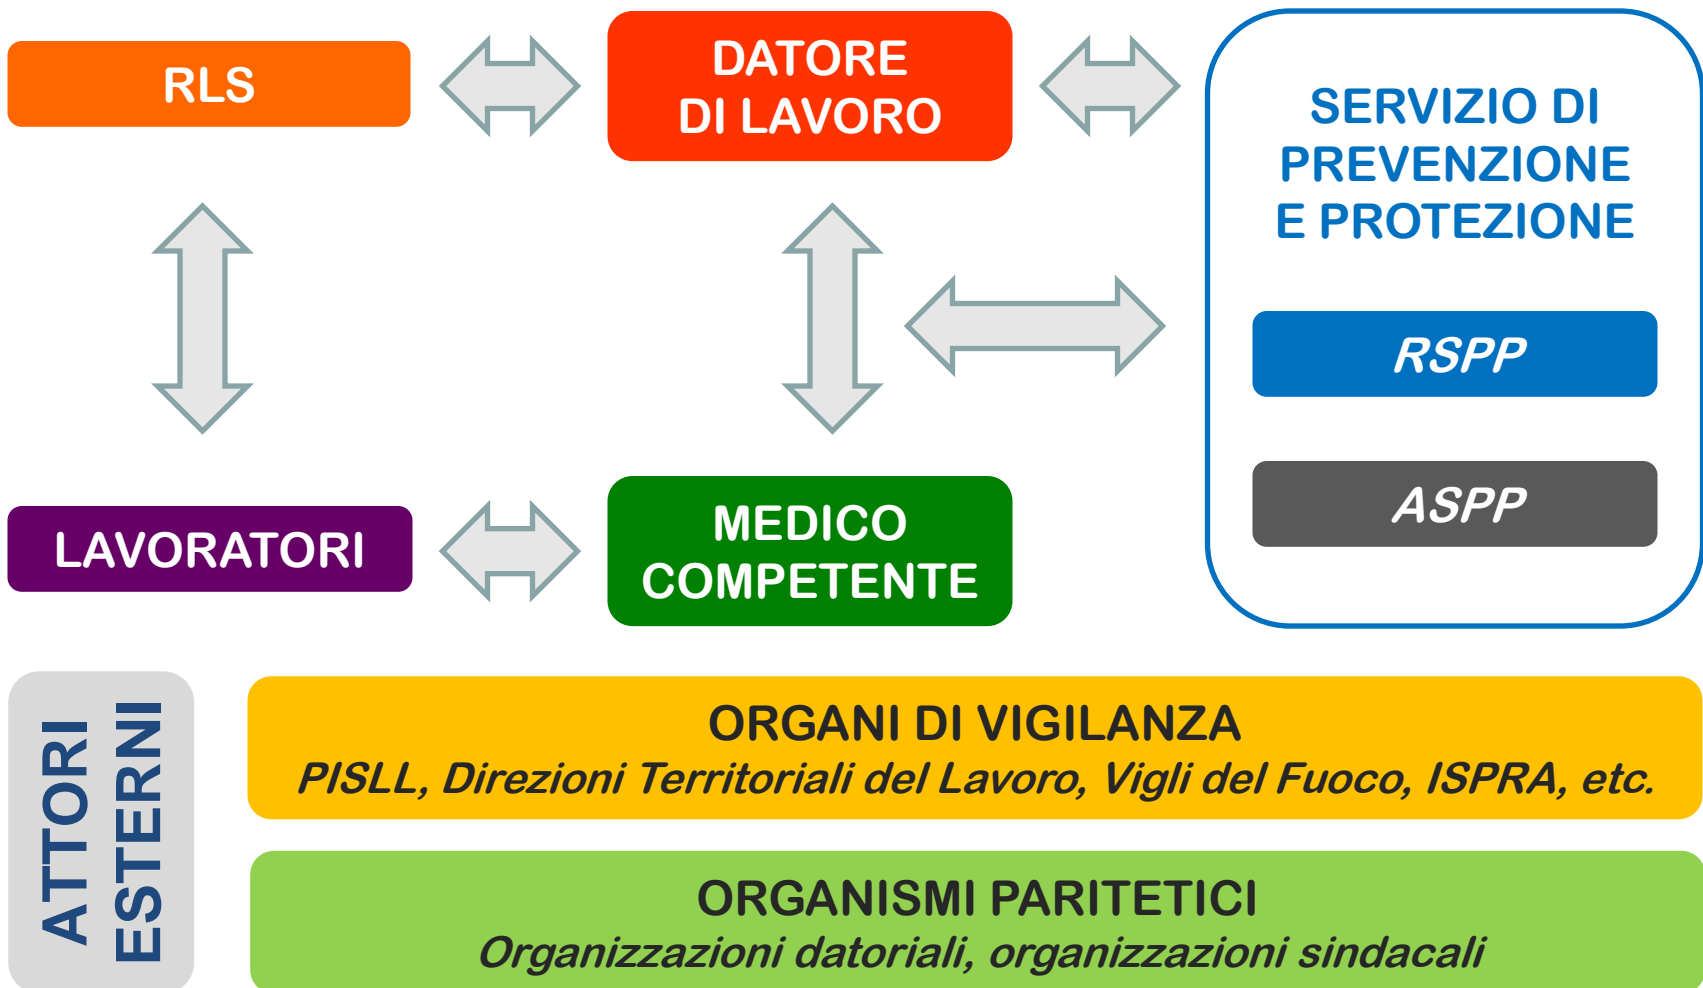 RLS
DATORE
DI LAVORO
SERVIZIO DI
PREVENZIONE
E PROTEZIONE
RSPP
ASPP
LAVORATORI
MEDICO
COMPETENTE
ATTORI
ESTERNI
ORGANI DI VIGILANZA
PISLL, Direzioni Territoriali del Lavoro, Vigli del Fuoco, ISPRA, etc.
ORGANISMI PARITETICI
Organizzazioni datoriali, organizzazioni sindacali